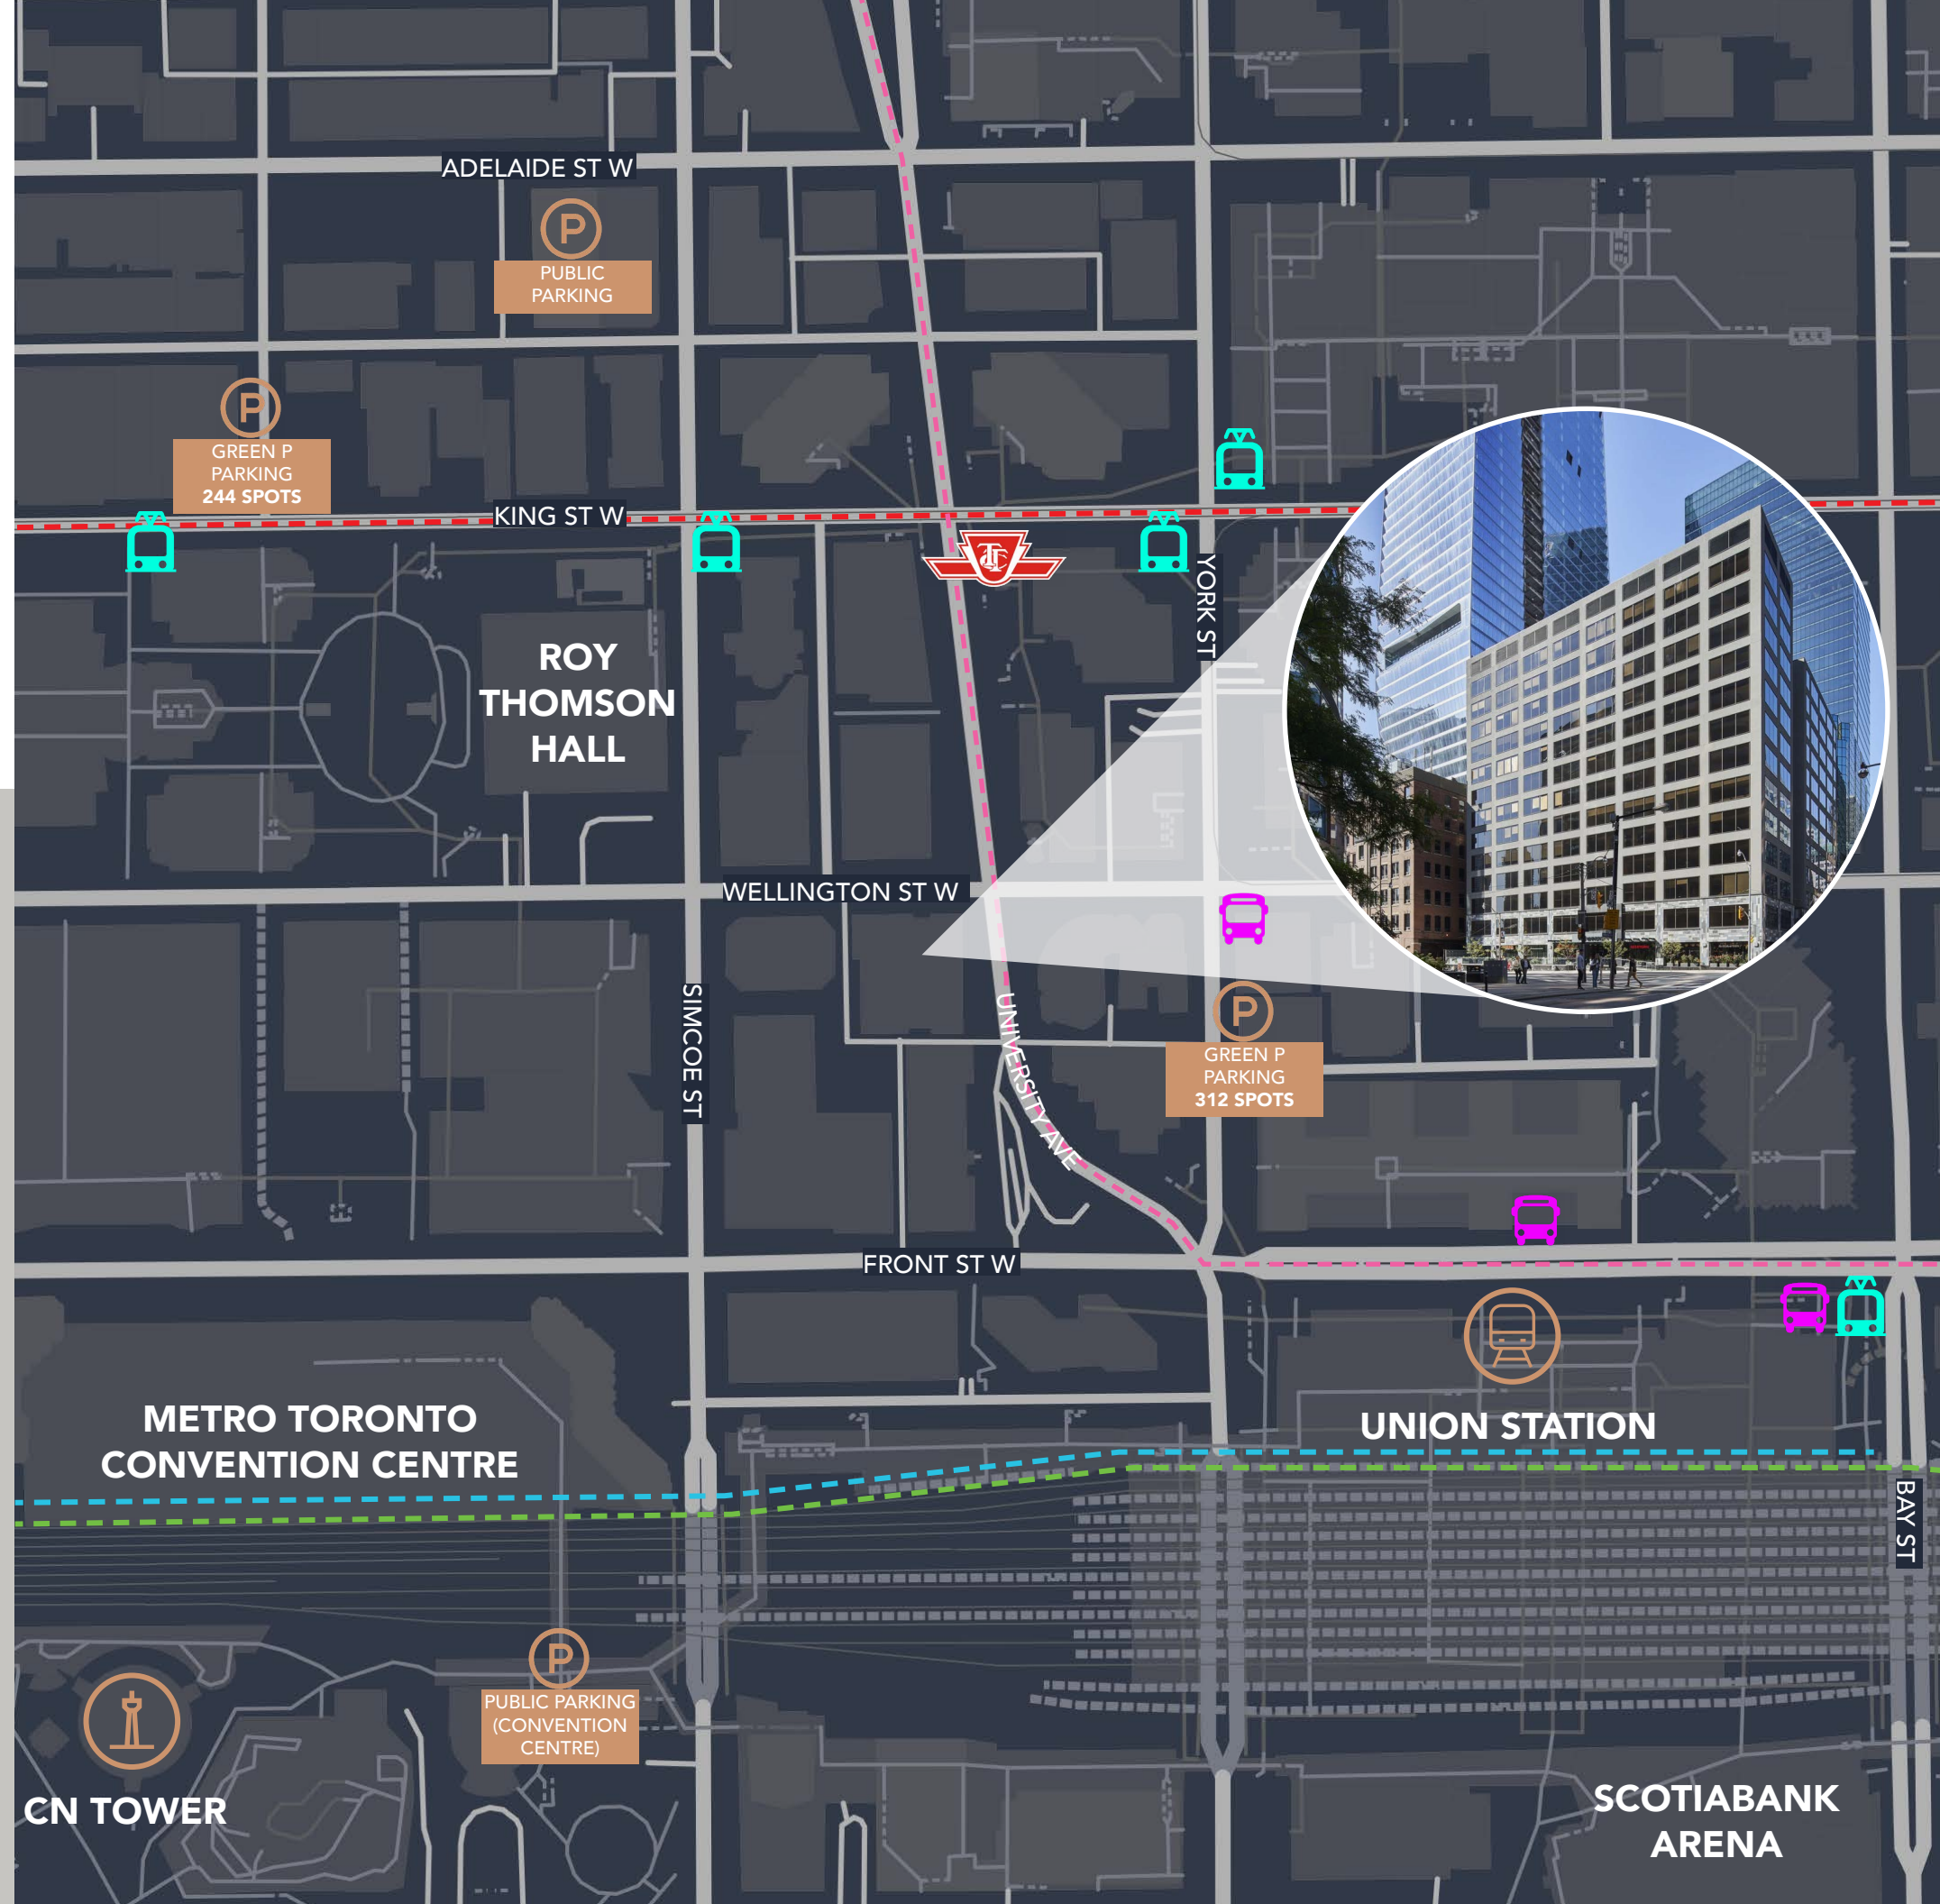 ADELAIDE ST W
P
PUBLIC
PARKING
P
GREEN P
PARKING
244 SPOTS
KING ST W
TTC
YORK ST
ROY
THOMSON
HALL
WELLINGTON ST W
SIMCOE ST
UNIVERSITY AVE
P
GREEN P
PARKING
312 SPOTS
FRONT ST W
METRO TORONTO
CONVENTION CENTRE
UNION STATION
BAY ST
P
PUBLIC PARKING
(CONVENTION
CENTRE)
CN TOWER
SCOTIABANK
ARENA